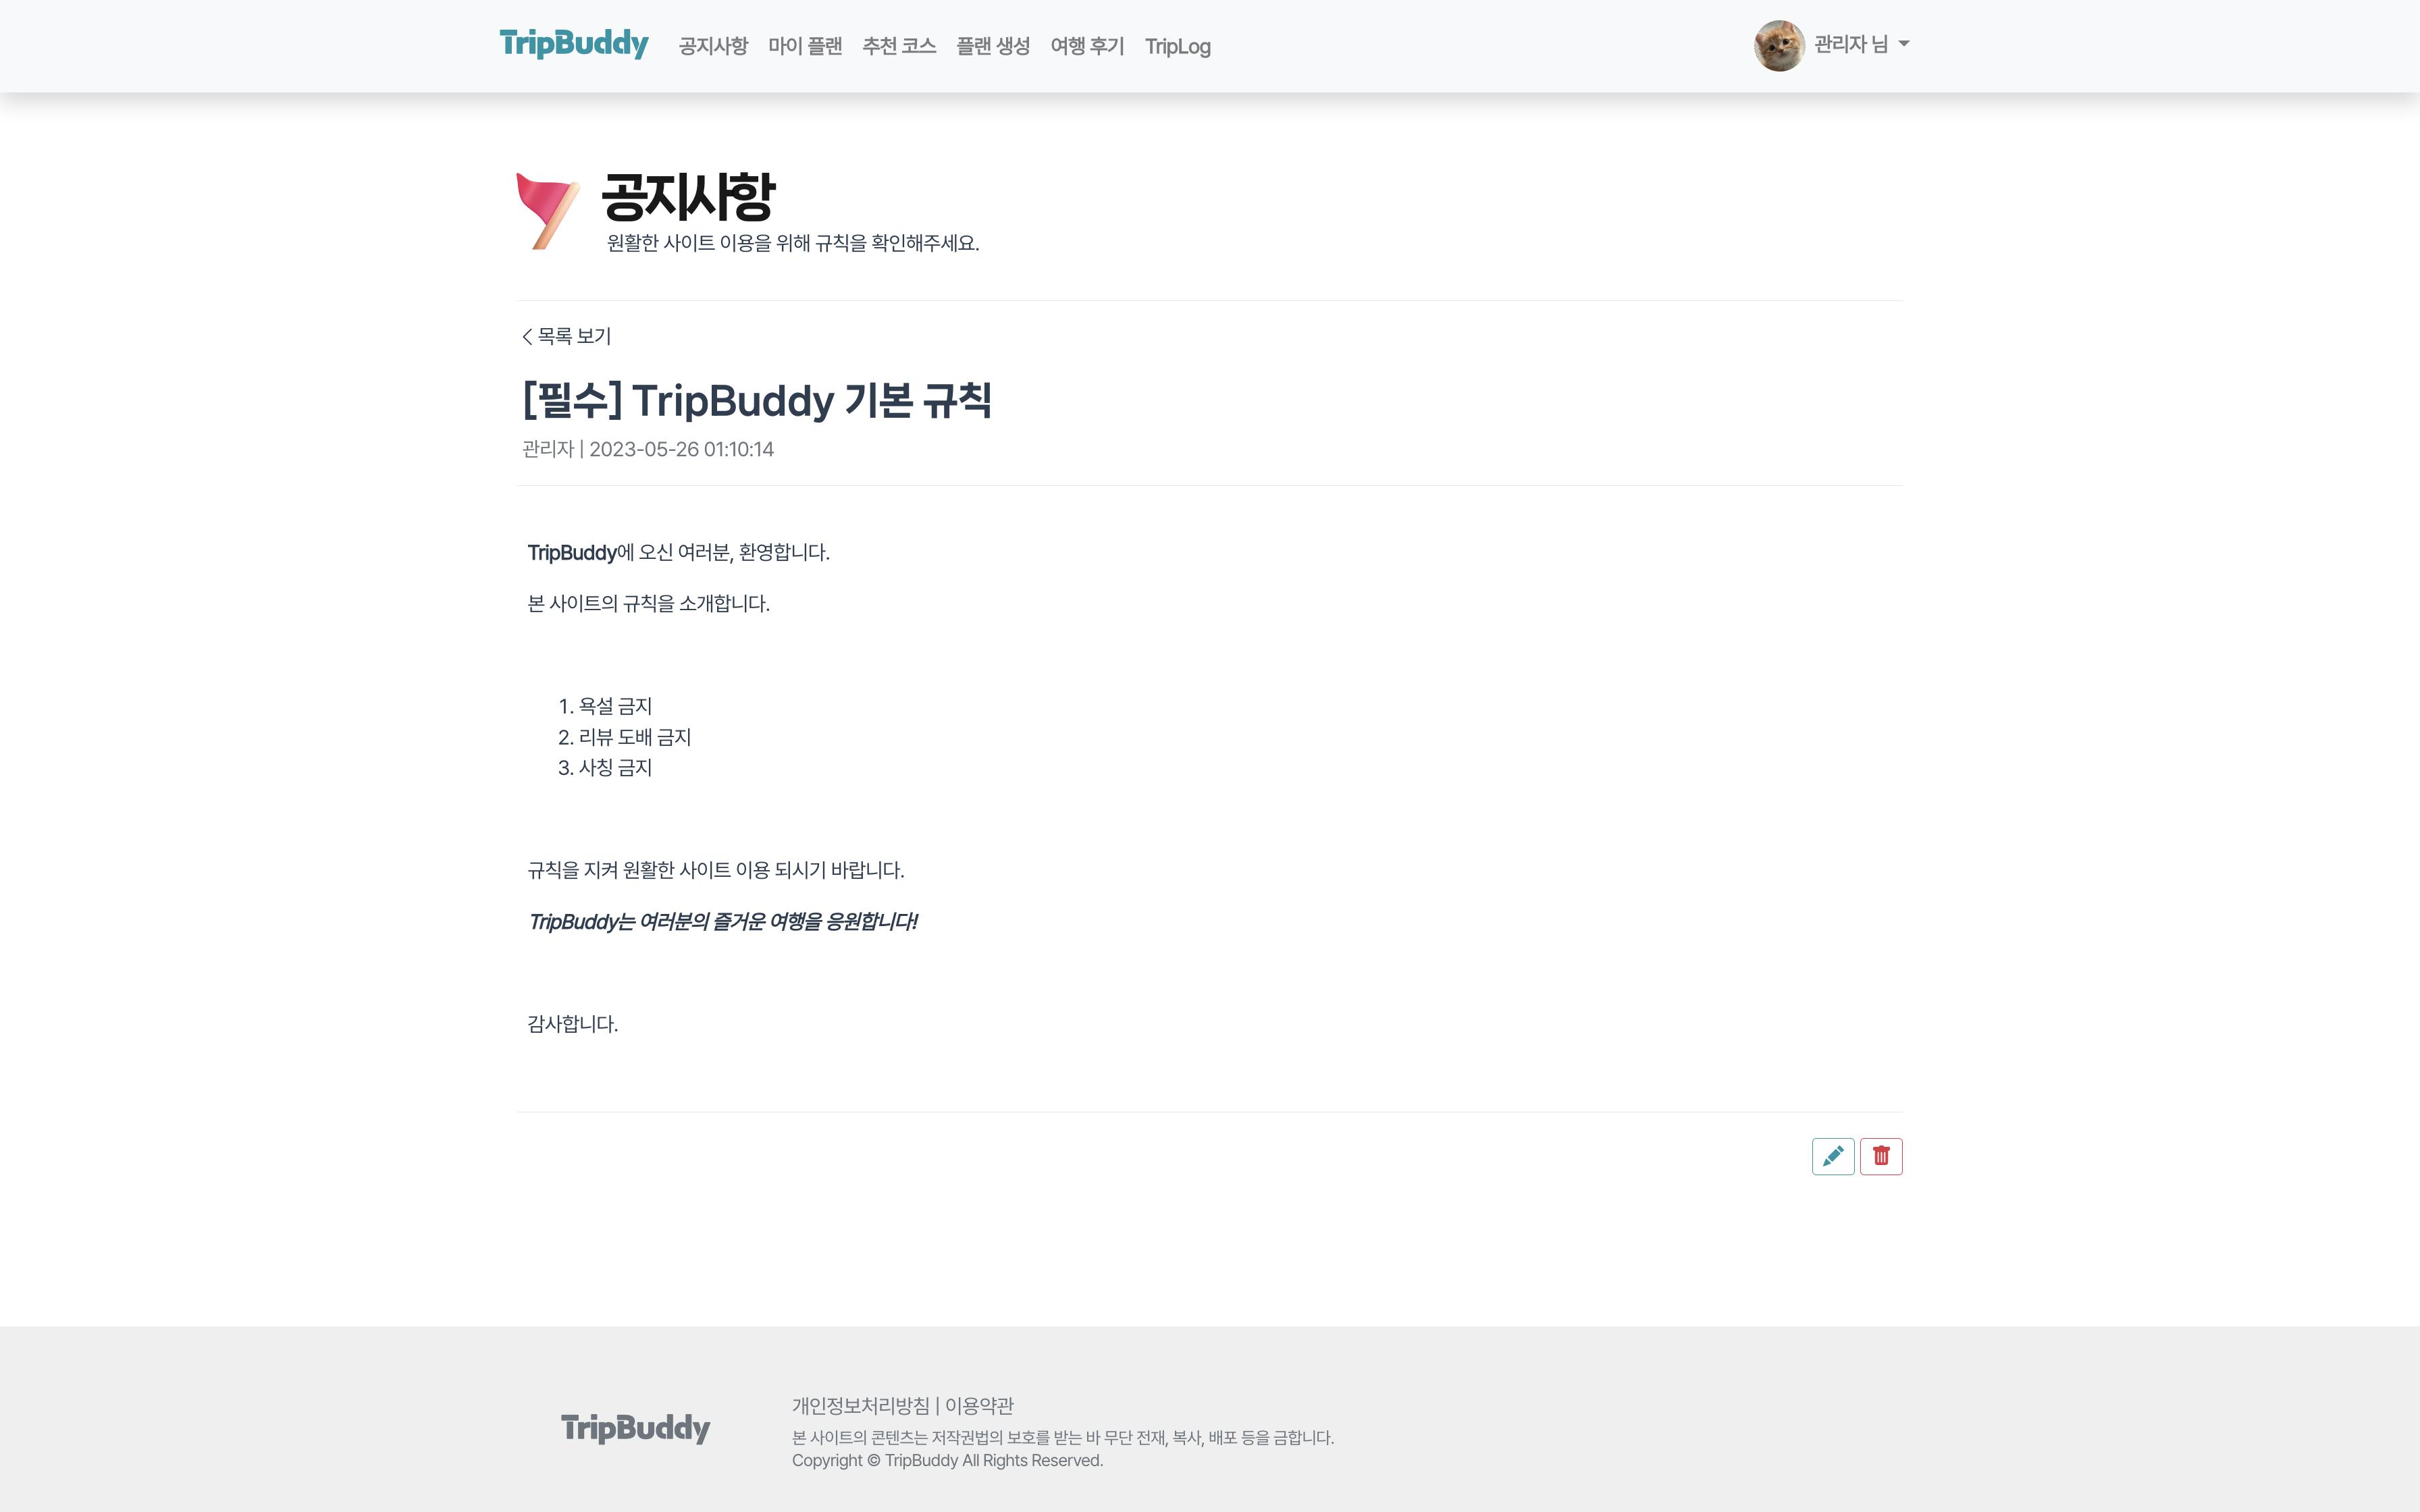 TripBuddy 공지사항 마이 플랜 추천 코스 플랜 생성 여행 후기 TripLog 관리자 님
공지사항
원활한 사이트 이용을 위해 규칙을 확인해주세요.
목록 보기
[필수] TripBuddy 기본 규칙
관리자 | 2023-05-26 01:10:14
TripBuddy에 오신 여러분, 환영합니다.
본 사이트의 규칙을 소개합니다.
1. 욕설 금지
2. 리뷰 도배 금지
3. 사칭 금지
규칙을 지켜 원활한 사이트 이용 되시기 바랍니다.
TripBuddy는 여러분의 즐거운 여행을 응원합니다!
감사합니다.
TripBuddy
개인정보처리방침 | 이용약관
본 사이트의 콘텐츠는 저작권법의 보호를 받는 바 무단 전재, 복사, 배포 등을 금합니다.
Copyright © TripBuddy All Rights Reserved.